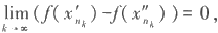 lim_{k→∞} ( f( x'_{n_k} ) − f( x''_{n_k} ) ) = 0 ,